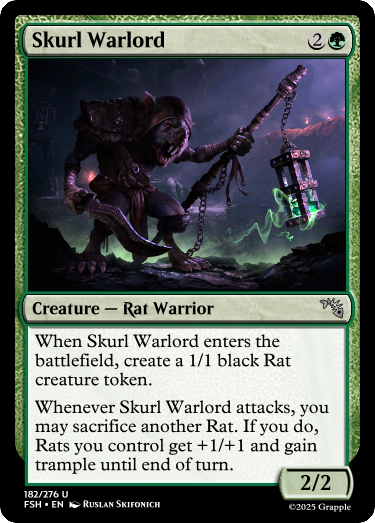 Skurl Warlord 2
Creature — Rat Warrior
When Skurl Warlord enters the
battlefield, create a 1/1 black Rat
creature token.
Whenever Skurl Warlord attacks, you
may sacrifice another Rat. If you do,
Rats you control get +1/+1 and gain
trample until end of turn.
2/2
182/276 U
FSH • EN Ruslan Skifonich
©2025 Grapple